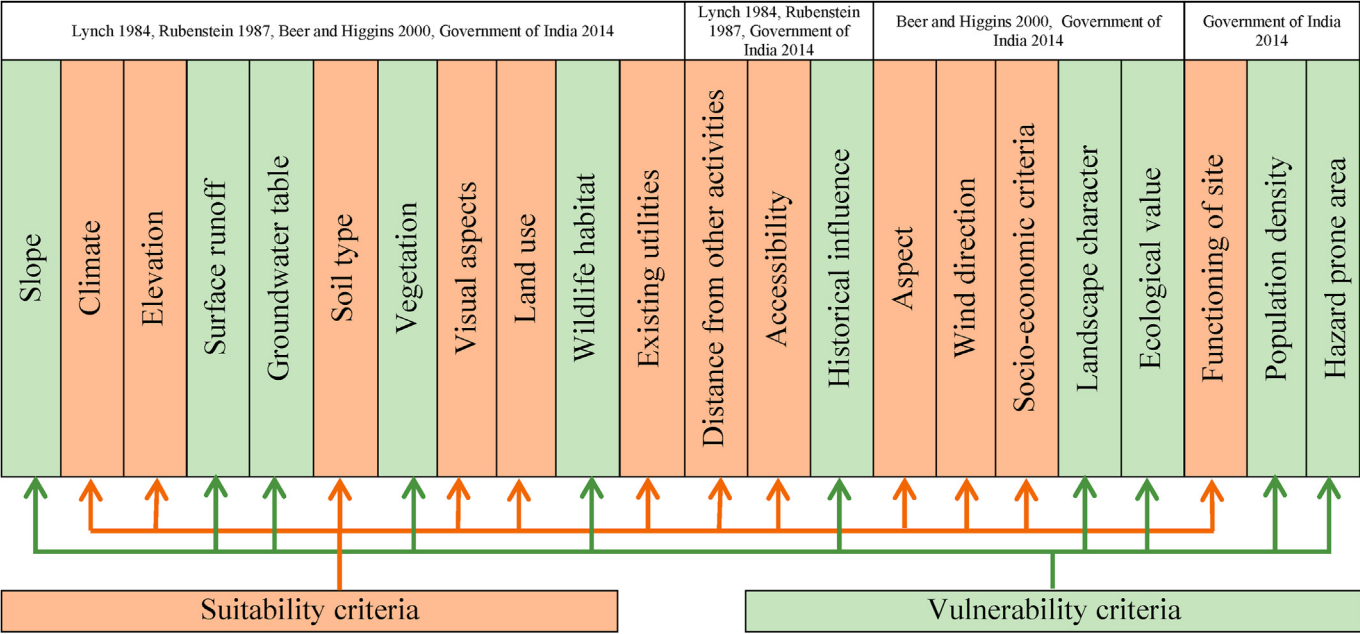 Lynch 1984, Rubenstein 1987, Beer and Higgins 2000, Government of India 2014
Lynch 1984, Rubenstein
1987, Government of
India 2014
Beer and Higgins 2000, Government of
India 2014
Government of India
2014
Slope
Climate
Elevation
Surface runoff
Groundwater table
Soil type
Vegetation
Visual aspects
Land use
Wildlife habitat
Existing utilities
Distance from other activities
Accessibility
Historical influence
Aspect
Wind direction
Socio-economic criteria
Landscape character
Ecological value
Functioning of site
Population density
Hazard prone area
Suitability criteria
Vulnerability criteria